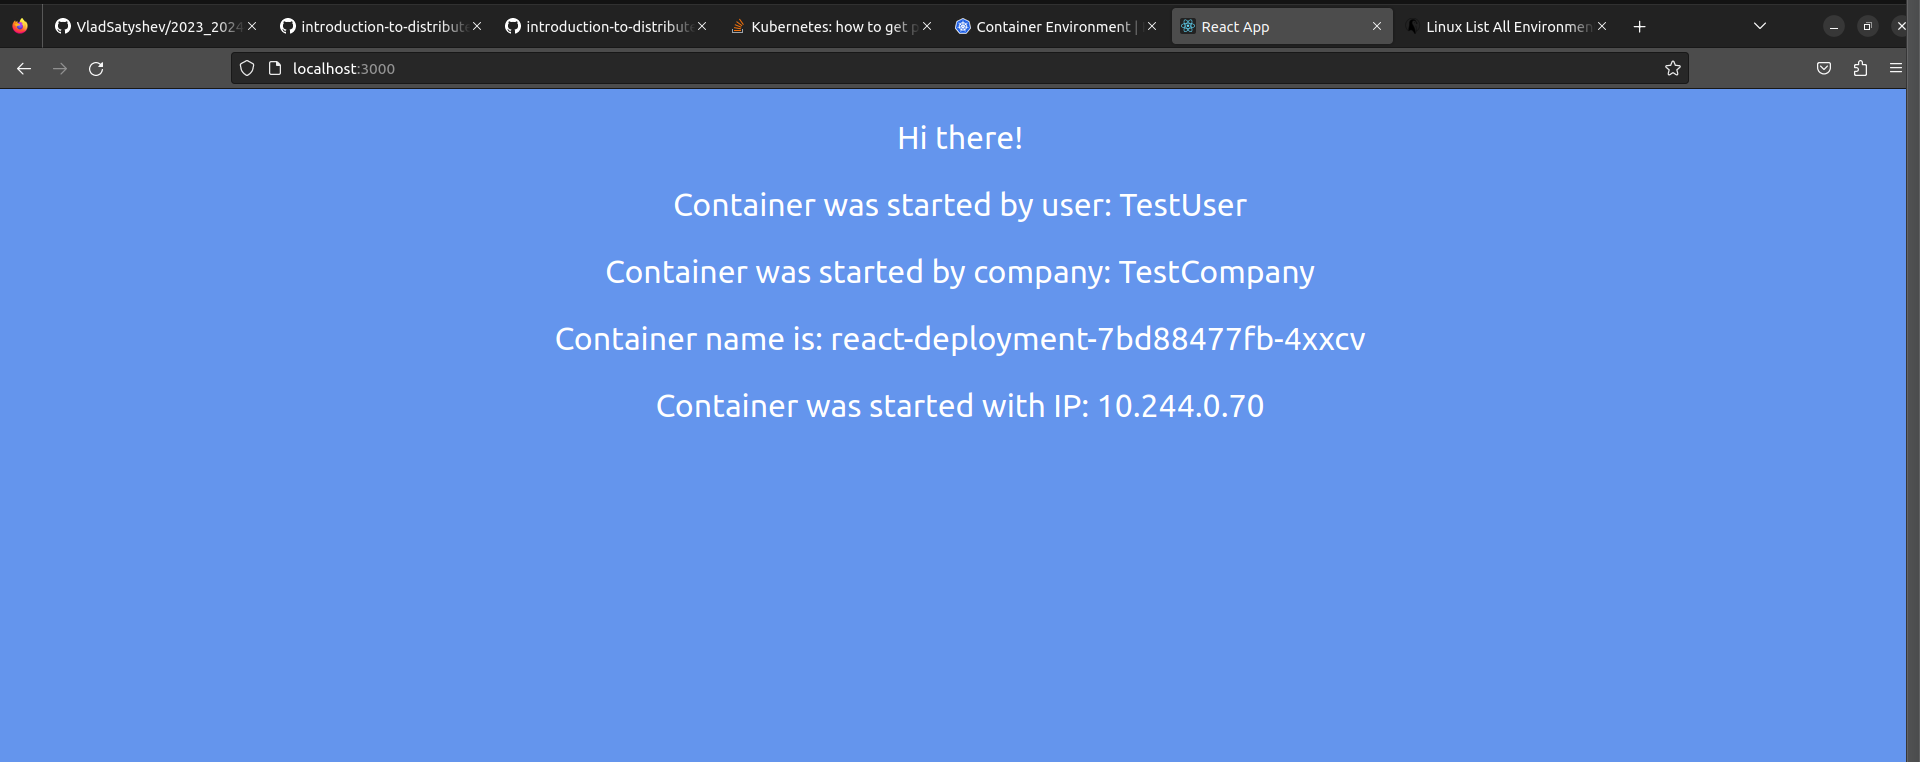 VladSatyshev/2023_2024
introduction-to-distribut
introduction-to-distribut
Kubernetes: how to get p
Container Environment |
React App
Linux List All Environmen
localhost:3000
Hi there!
Container was started by user: TestUser
Container was started by company: TestCompany
Container name is: react-deployment-7bd88477fb-4xxcv
Container was started with IP: 10.244.0.70